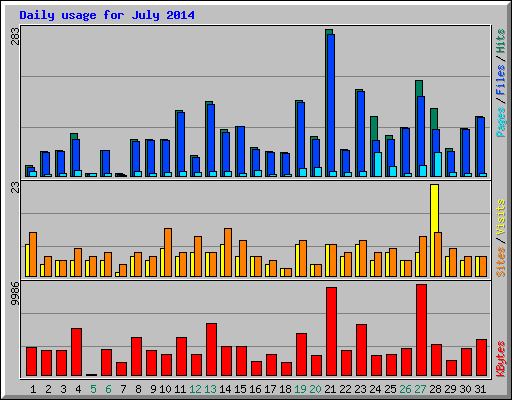 Daily usage for July 2014
283
Pages / Files / Hits
23
Sites / Visits
9986
KBytes
1 2 3 4 5 6 7 8 9 10 11 12 13 14 15 16 17 18 19 20 21 22 23 24 25 26 27 28 29 30 31